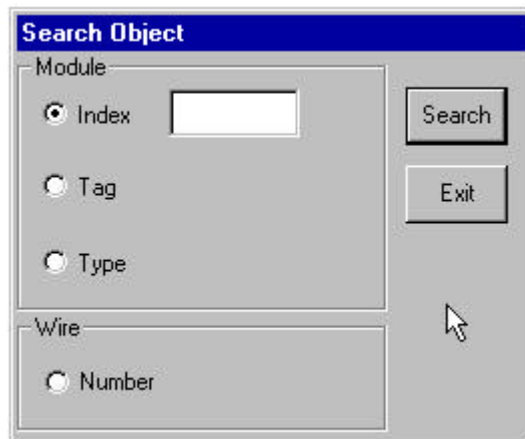 Search Object
Module
Index
Search
Tag
Exit
Type
Wire
Number